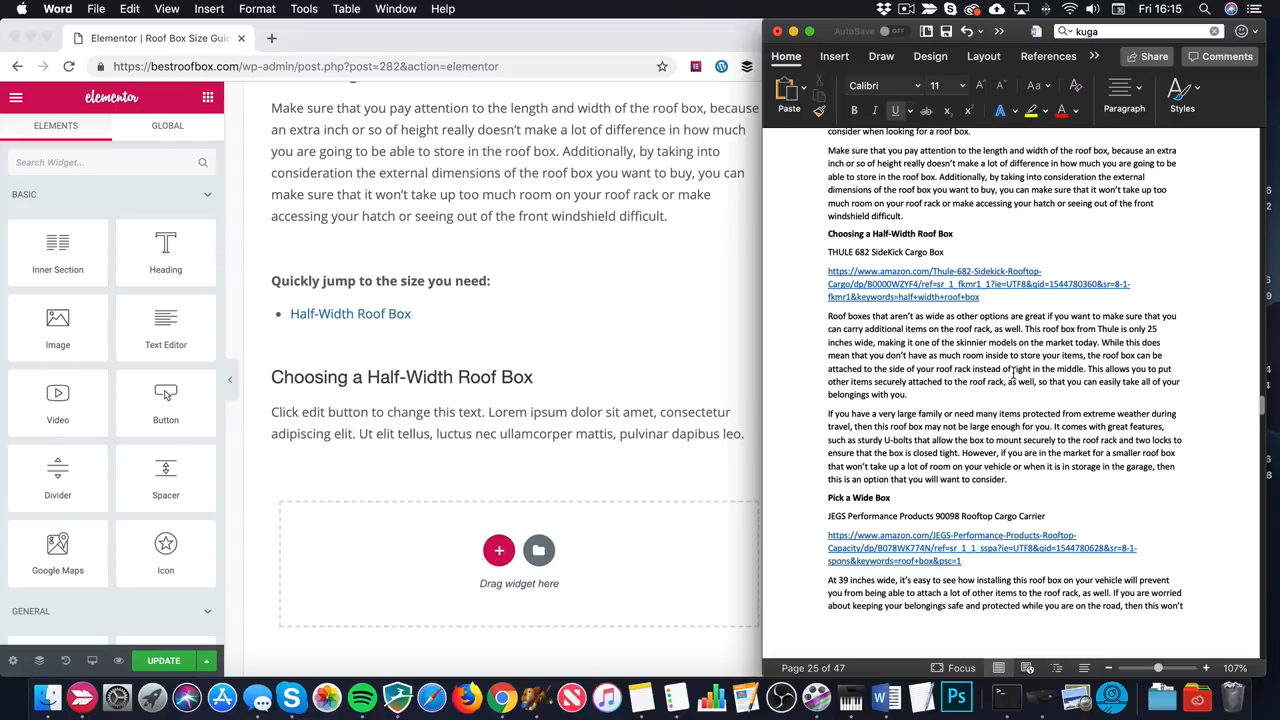 Word File Edit View Insert Format Tools Table Window Help
Fri 16:15
Elementor | Roof Box Size Guid
https://bestroofbox.com/wp-admin/post.php?post=282&action=elementor
elementor
ELEMENTS GLOBAL
Search Widget...
BASIC
Inner Section Heading
Image Text Editor
Video Button
Divider Spacer
Google Maps Icon
GENERAL
UPDATE
Make sure that you pay attention to the length and width of the roof box, because
an extra inch or so of height really doesn't make a lot of difference in how much
you are going to be able to store in the roof box. Additionally, by taking into
consideration the external dimensions of the roof box you want to buy, you can
make sure that it won't take up too much room on your roof rack or make
accessing your hatch or seeing out of the front windshield difficult.
Quickly jump to the size you need:
Half-Width Roof Box
Choosing a Half-Width Roof Box
Click edit button to change this text. Lorem ipsum dolor sit amet, consectetur
adipiscing elit. Ut elit tellus, luctus nec ullamcorper mattis, pulvinar dapibus leo.
Drag widget here
AutoSave OFF
kuga
Home Insert Draw Design Layout References
Share Comments
Paste
Calibri 11
Paragraph Styles
consider when looking for a roof box.
Make sure that you pay attention to the length and width of the roof box, because an extra
inch or so of height really doesn't make a lot of difference in how much you are going to be
able to store in the roof box. Additionally, by taking into consideration the external
dimensions of the roof box you want to buy, you can make sure that it won't take up too
much room on your roof rack or make accessing your hatch or seeing out of the front
windshield difficult.
Choosing a Half-Width Roof Box
THULE 682 SideKick Cargo Box
https://www.amazon.com/Thule-682-Sidekick-Rooftop-
Cargo/dp/B0000WZYF4/ref=sr_1_fkmr1_1?ie=UTF8&qid=1544780360&sr=8-1-
fkmr1&keywords=half+width+roof+box
Roof boxes that aren't as wide as other options are great if you want to make sure that you
can carry additional items on the roof rack, as well. This roof box from Thule is only 25
inches wide, making it one of the skinnier models on the market today. While this does
mean that you don't have as much room inside to store your items, the roof box can be
attached to the side of your roof rack instead of right in the middle. This allows you to put
other items securely attached to the roof rack, as well, so that you can easily take all of your
belongings with you.
If you have a very large family or need many items protected from extreme weather during
travel, then this roof box may not be large enough for you. It comes with great features,
such as sturdy U-bolts that allow the box to mount securely to the roof rack and two locks to
ensure that the box is closed tight. However, if you are in the market for a smaller roof box
that won't take up a lot of room on your vehicle or when it is in storage in the garage, then
this is an option that you will want to consider.
Pick a Wide Box
JEGS Performance Products 90098 Rooftop Cargo Carrier
https://www.amazon.com/JEGS-Performance-Products-Rooftop-
Capacity/dp/B078WK774N/ref=sr_1_1_sspa?ie=UTF8&qid=1544780628&sr=8-1-
spons&keywords=roof+box&psc=1
At 39 inches wide, it's easy to see how installing this roof box on your vehicle will prevent
you from being able to attach a lot of other items to the roof rack, as well. If you are worried
about keeping your belongings safe and protected while you are on the road, then this won't
Page 25 of 47 Focus 107%